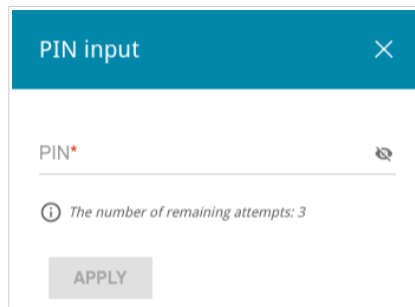 PIN input
PIN*
The number of remaining attempts: 3
APPLY